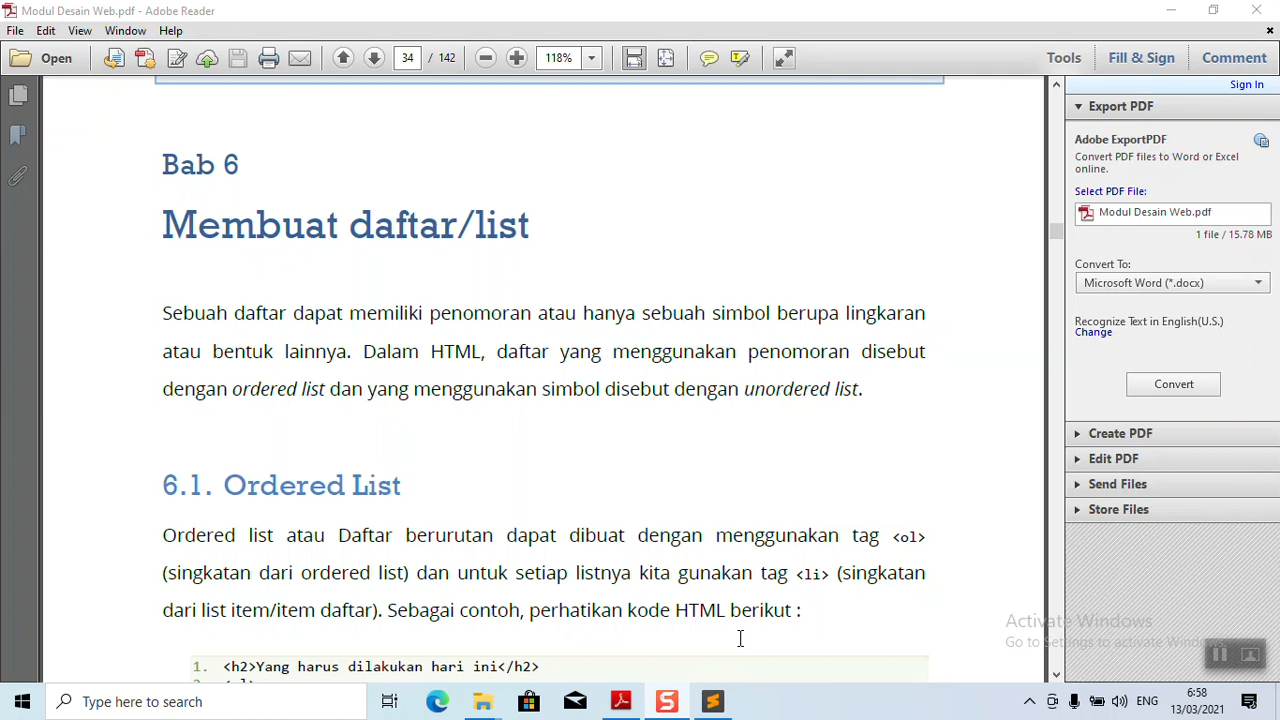 Modul Desain Web.pdf - Adobe Reader
File Edit View Window Help
Open 34 / 142 118% Tools Fill & Sign Comment
Sign In
Export PDF
Adobe ExportPDF
Convert PDF files to Word or Excel
online.
Select PDF File:
Modul Desain Web.pdf
1 file / 15.78 MB
Convert To:
Microsoft Word (*.docx)
Recognize Text in English(U.S.)
Change
Convert
Create PDF
Edit PDF
Send Files
Store Files
Bab 6
Membuat daftar/list
Sebuah daftar dapat memiliki penomoran atau hanya sebuah simbol berupa lingkaran
atau bentuk lainnya. Dalam HTML, daftar yang menggunakan penomoran disebut
dengan ordered list dan yang menggunakan simbol disebut dengan unordered list.
6.1. Ordered List
Ordered list atau Daftar berurutan dapat dibuat dengan menggunakan tag <ol>
(singkatan dari ordered list) dan untuk setiap listnya kita gunakan tag <li> (singkatan
dari list item/item daftar). Sebagai contoh, perhatikan kode HTML berikut :
1. <h2>Yang harus dilakukan hari ini</h2>
Activate Windows
Go to Settings to activate Windows.
Type here to search
ENG
6:58
13/03/2021